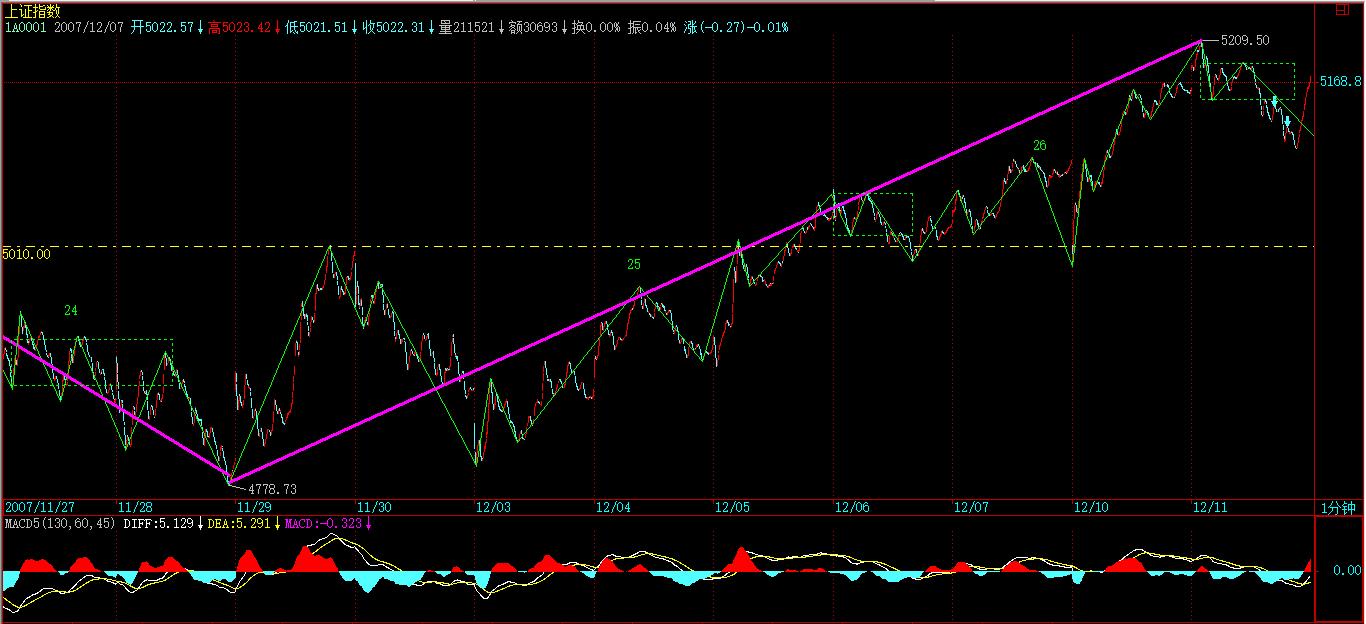 上证指数
1A0001 2007/12/07 开5022.57↓高5023.42↓低5021.51↓收5022.31↓量211521↓额30693↓换0.00% 振0.04% 涨(-0.27)-0.01%
5209.50
5168.8
26
5010.00
25
24
4778.73
2007/11/27 11/28 11/29 11/30 12/03 12/04 12/05 12/06 12/07 12/10 12/11 1分钟
MACD5(130,60,45) DIFF:5.129↓DEA:5.291↓MACD:-0.323↓
0.00